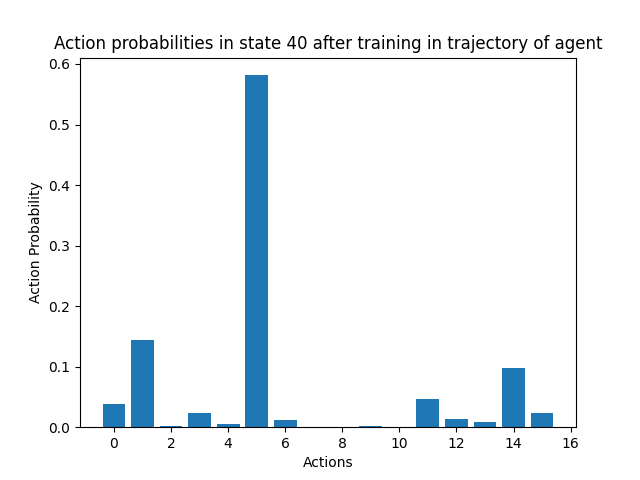 Action probabilities in state 40 after training in trajectory of agent
0.6
0.5
0.4
0.3
0.2
0.1
0.0
Action Probability
0 2 4 6 8 10 12 14 16
Actions